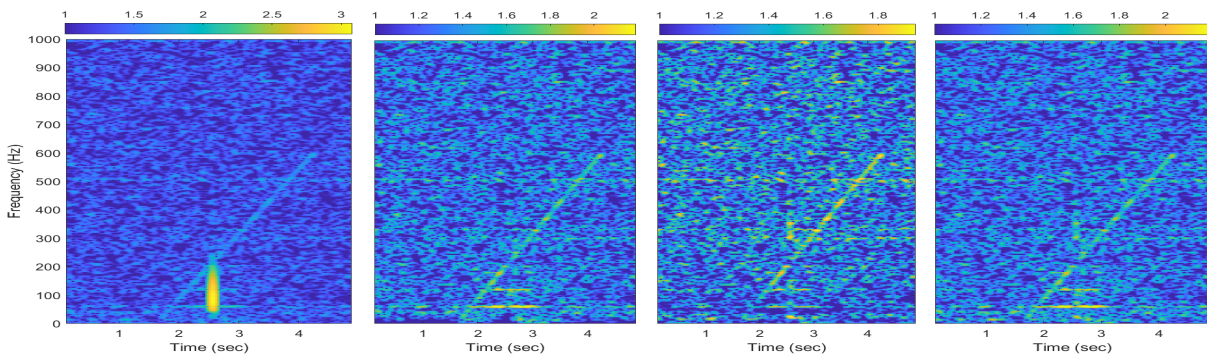 1 1.5 2 2.5 3
1 1.2 1.4 1.6 1.8 2
1 1.2 1.4 1.6 1.8
1 1.2 1.4 1.6 1.8 2
1000
900
800
700
600
500
400
300
200
100
0
Frequency (Hz)
1 2 3 4
1 2 3 4
1 2 3 4
1 2 3 4
Time (sec)
Time (sec)
Time (sec)
Time (sec)